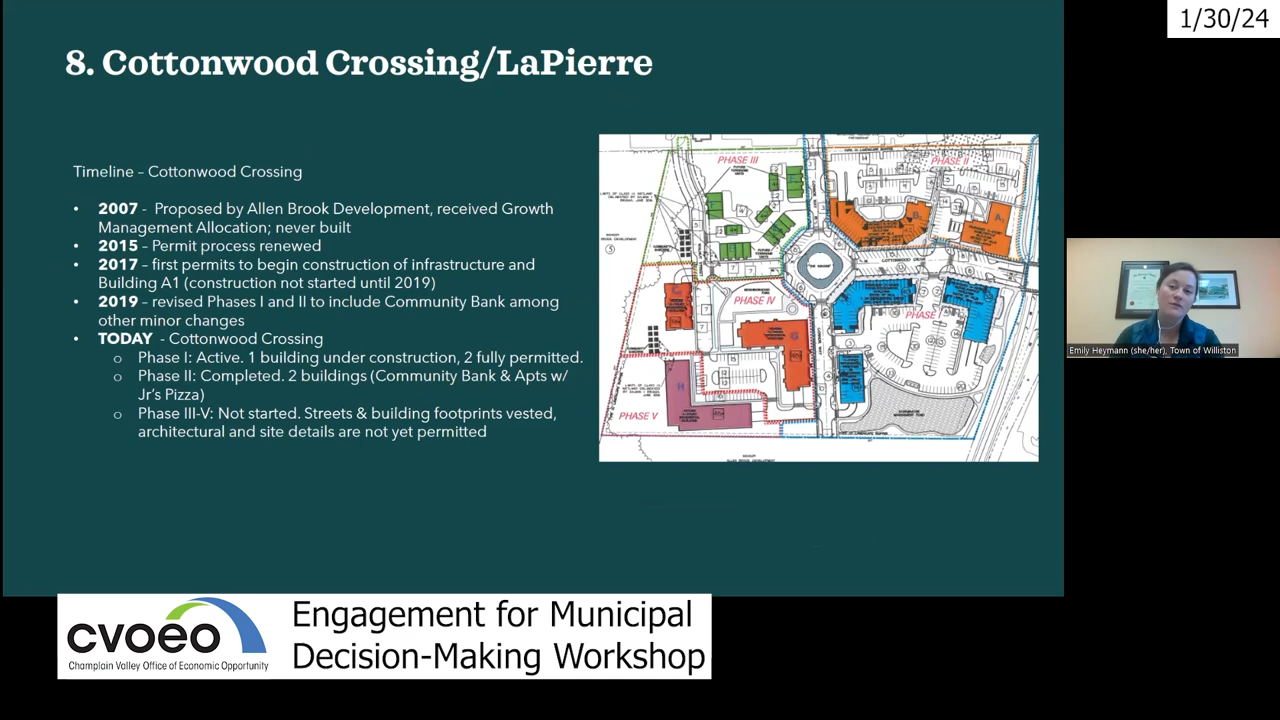 1/30/24
8. Cottonwood Crossing/LaPierre
Timeline – Cottonwood Crossing
• 2007 - Proposed by Allen Brook Development, received Growth
Management Allocation; never built
• 2015 – Permit process renewed
• 2017 – first permits to begin construction of infrastructure and
Building A1 (construction not started until 2019)
• 2019 – revised Phases I and II to include Community Bank among
other minor changes
• TODAY - Cottonwood Crossing
o Phase I: Active. 1 building under construction, 2 fully permitted.
o Phase II: Completed. 2 buildings (Community Bank & Apts w/
Jr's Pizza)
o Phase III-V: Not started. Streets & building footprints vested,
architectural and site details are not yet permitted
PHASE III
PHASE II
PHASE IV
PHASE I
PHASE V
H
Emily Heymann (she/her), Town of Williston
cvoeo
Champlain Valley Office of Economic Opportunity
Engagement for Municipal
Decision-Making Workshop